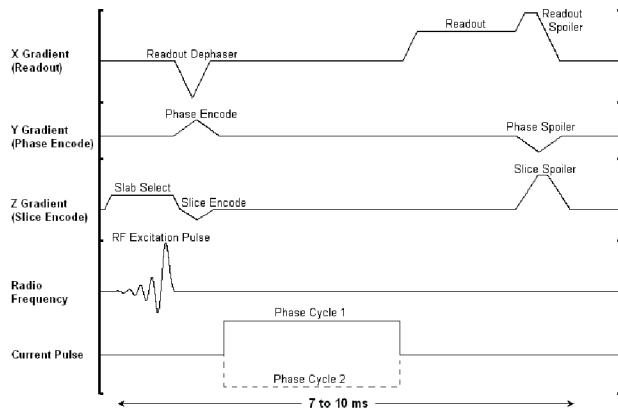 Readout
Readout
Spoiler
X Gradient
(Readout)
Readout Dephaser
Phase Encode
Y Gradient
(Phase Encode)
Phase Spoiler
Slice Spoiler
Slab Select
Z Gradient
(Slice Encode)
Slice Encode
RF Excitation Pulse
Radio
Frequency
Phase Cycle 1
Current Pulse
Phase Cycle 2
7 to 10 ms